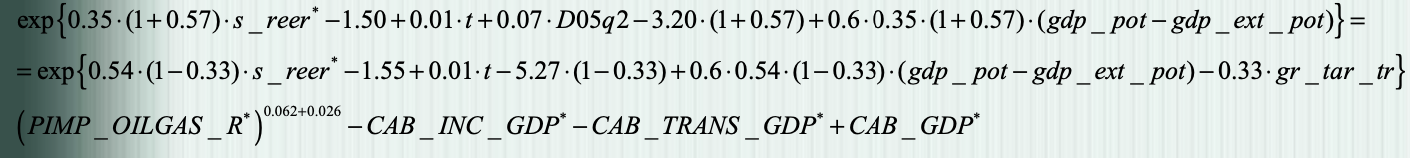 exp{0.35·(1+0.57)·s_reer* −1.50+0.01·t+0.07·D05q2−3.20·(1+0.57)+0.6·0.35·(1+0.57)·(gdp_pot−gdp_ext_pot)}=
=exp{0.54·(1−0.33)·s_reer* −1.55+0.01·t−5.27·(1−0.33)+0.6·0.54·(1−0.33)·(gdp_pot−gdp_ext_pot)−0.33·gr_tar_tr}
(PIMP_OILGAS_R*)^0.062+0.026 −CAB_INC_GDP* −CAB_TRANS_GDP* +CAB_GDP*